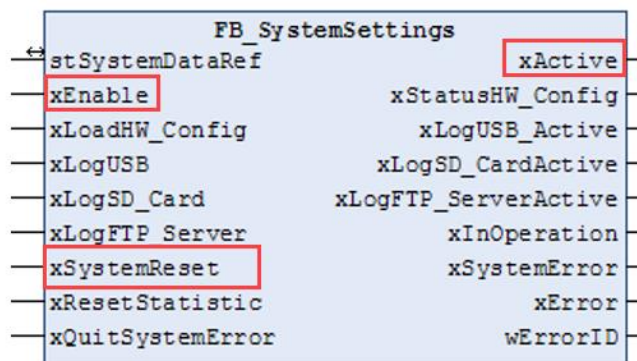 FB_SystemSettings
stSystemDataRef xActive
xEnable xStatusHW_Config
xLoadHW_Config xLogUSB_Active
xLogUSB xLogSD_CardActive
xLogSD_Card xLogFTP_ServerActive
xLogFTP_Server xInOperation
xSystemReset xSystemError
xResetStatistic xError
xQuitSystemError wErrorID